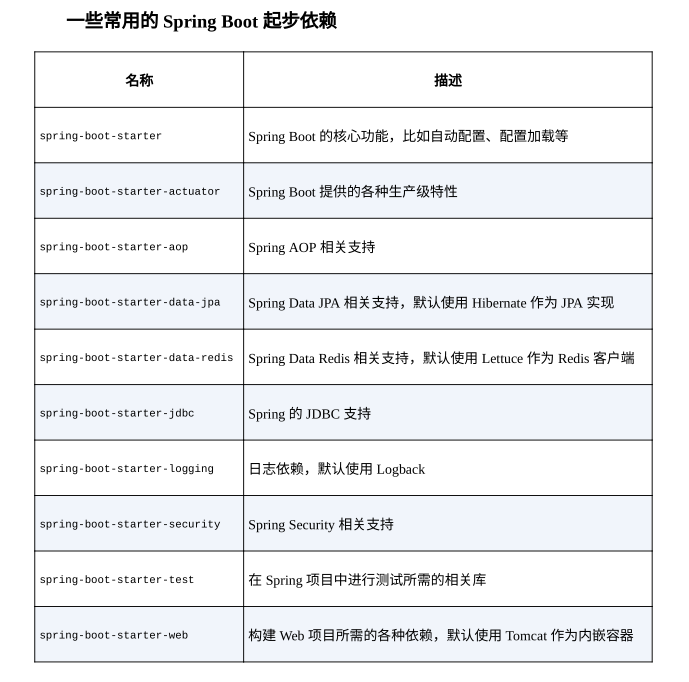 一些常用的 Spring Boot 起步依赖
名称 描述
spring-boot-starter Spring Boot 的核心功能，比如自动配置、配置加载等
spring-boot-starter-actuator Spring Boot 提供的各种生产级特性
spring-boot-starter-aop Spring AOP 相关支持
spring-boot-starter-data-jpa Spring Data JPA 相关支持，默认使用 Hibernate 作为 JPA 实现
spring-boot-starter-data-redis Spring Data Redis 相关支持，默认使用 Lettuce 作为 Redis 客户端
spring-boot-starter-jdbc Spring 的 JDBC 支持
spring-boot-starter-logging 日志依赖，默认使用 Logback
spring-boot-starter-security Spring Security 相关支持
spring-boot-starter-test 在 Spring 项目中进行测试所需的相关库
spring-boot-starter-web 构建 Web 项目所需的各种依赖，默认使用 Tomcat 作为内嵌容器